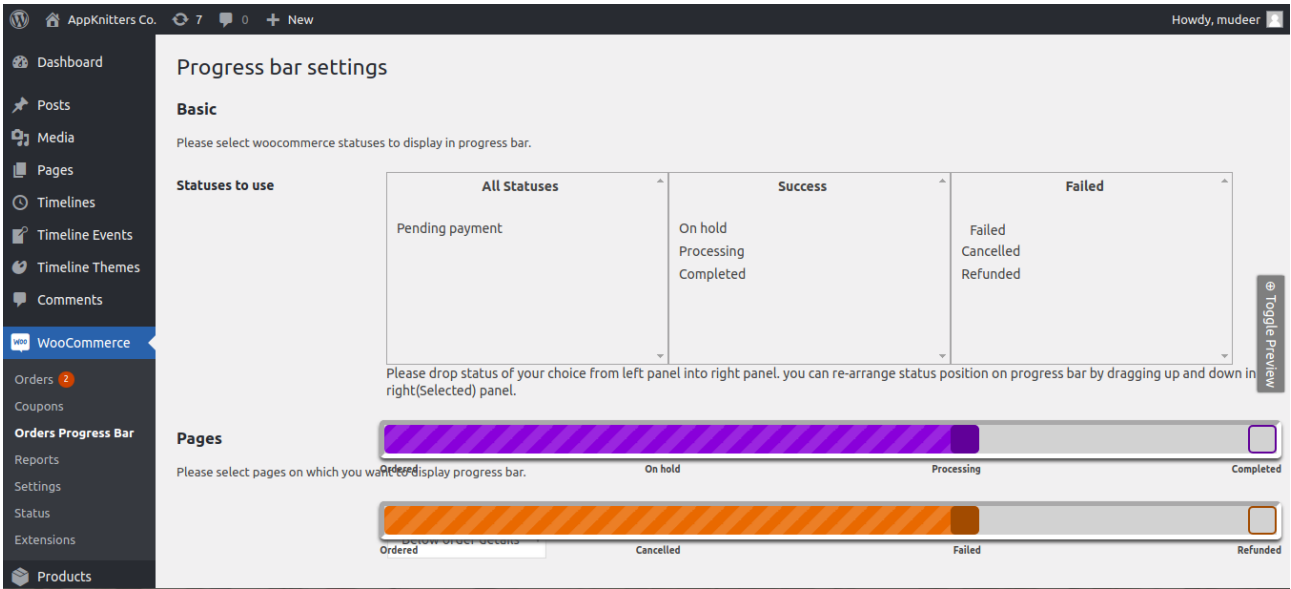 AppKnitters Co. 7 0 + New Howdy, mudeer
Dashboard
Posts
Media
Pages
Timelines
Timeline Events
Timeline Themes
Comments
WOO WooCommerce
Orders 2
Coupons
Orders Progress Bar
Reports
Settings
Status
Extensions
Products
Progress bar settings
Basic
Please select woocommerce statuses to display in progress bar.
Statuses to use
All Statuses
Pending payment
Success
On hold
Processing
Completed
Failed
Failed
Cancelled
Refunded
Please drop status of your choice from left panel into right panel. you can re-arrange status position on progress bar by dragging up and down in
right(Selected) panel.
Toggle Preview
Pages
Please select pages on which you want to display progress bar.
Ordered On hold Processing Completed
Below order details
Ordered Cancelled Failed Refunded